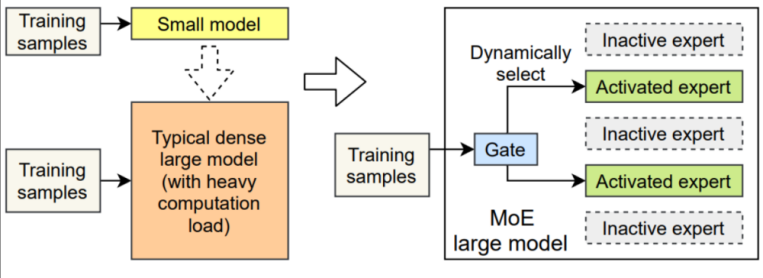 Training
samples
Small model
Training
samples
Typical dense
large model
(with heavy
computation
load)
Training
samples
Gate
Dynamically
select
MoE
large model
Inactive expert
Activated expert
Inactive expert
Activated expert
Inactive expert